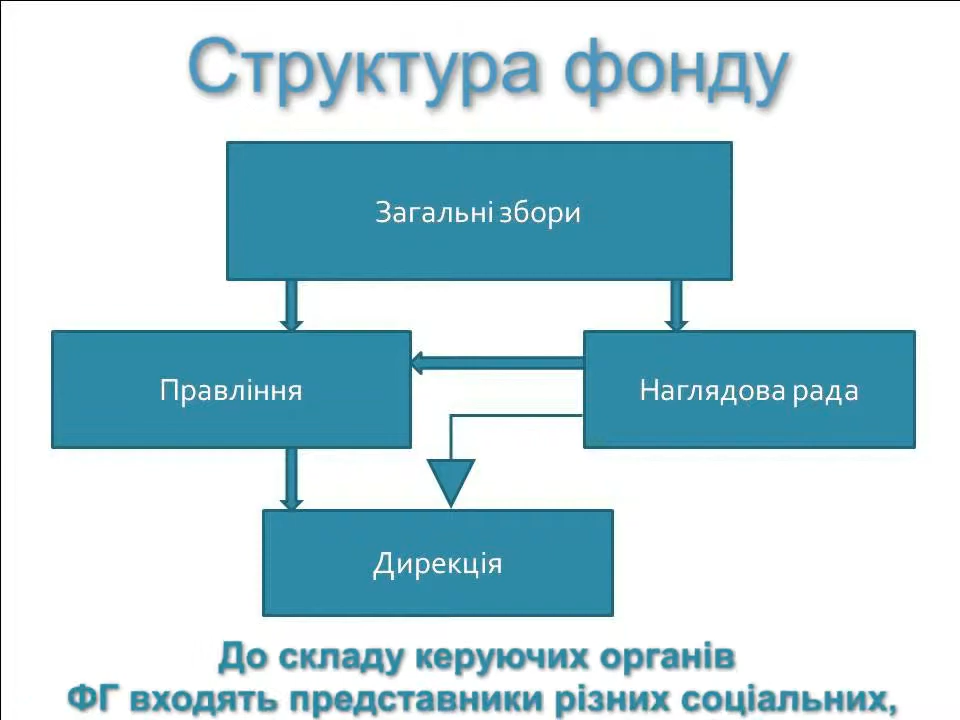 Структура фонду
Загальні збори
Правління
Наглядова рада
Дирекція
До складу керуючих органів
ФГ входять представники різних соціальних,